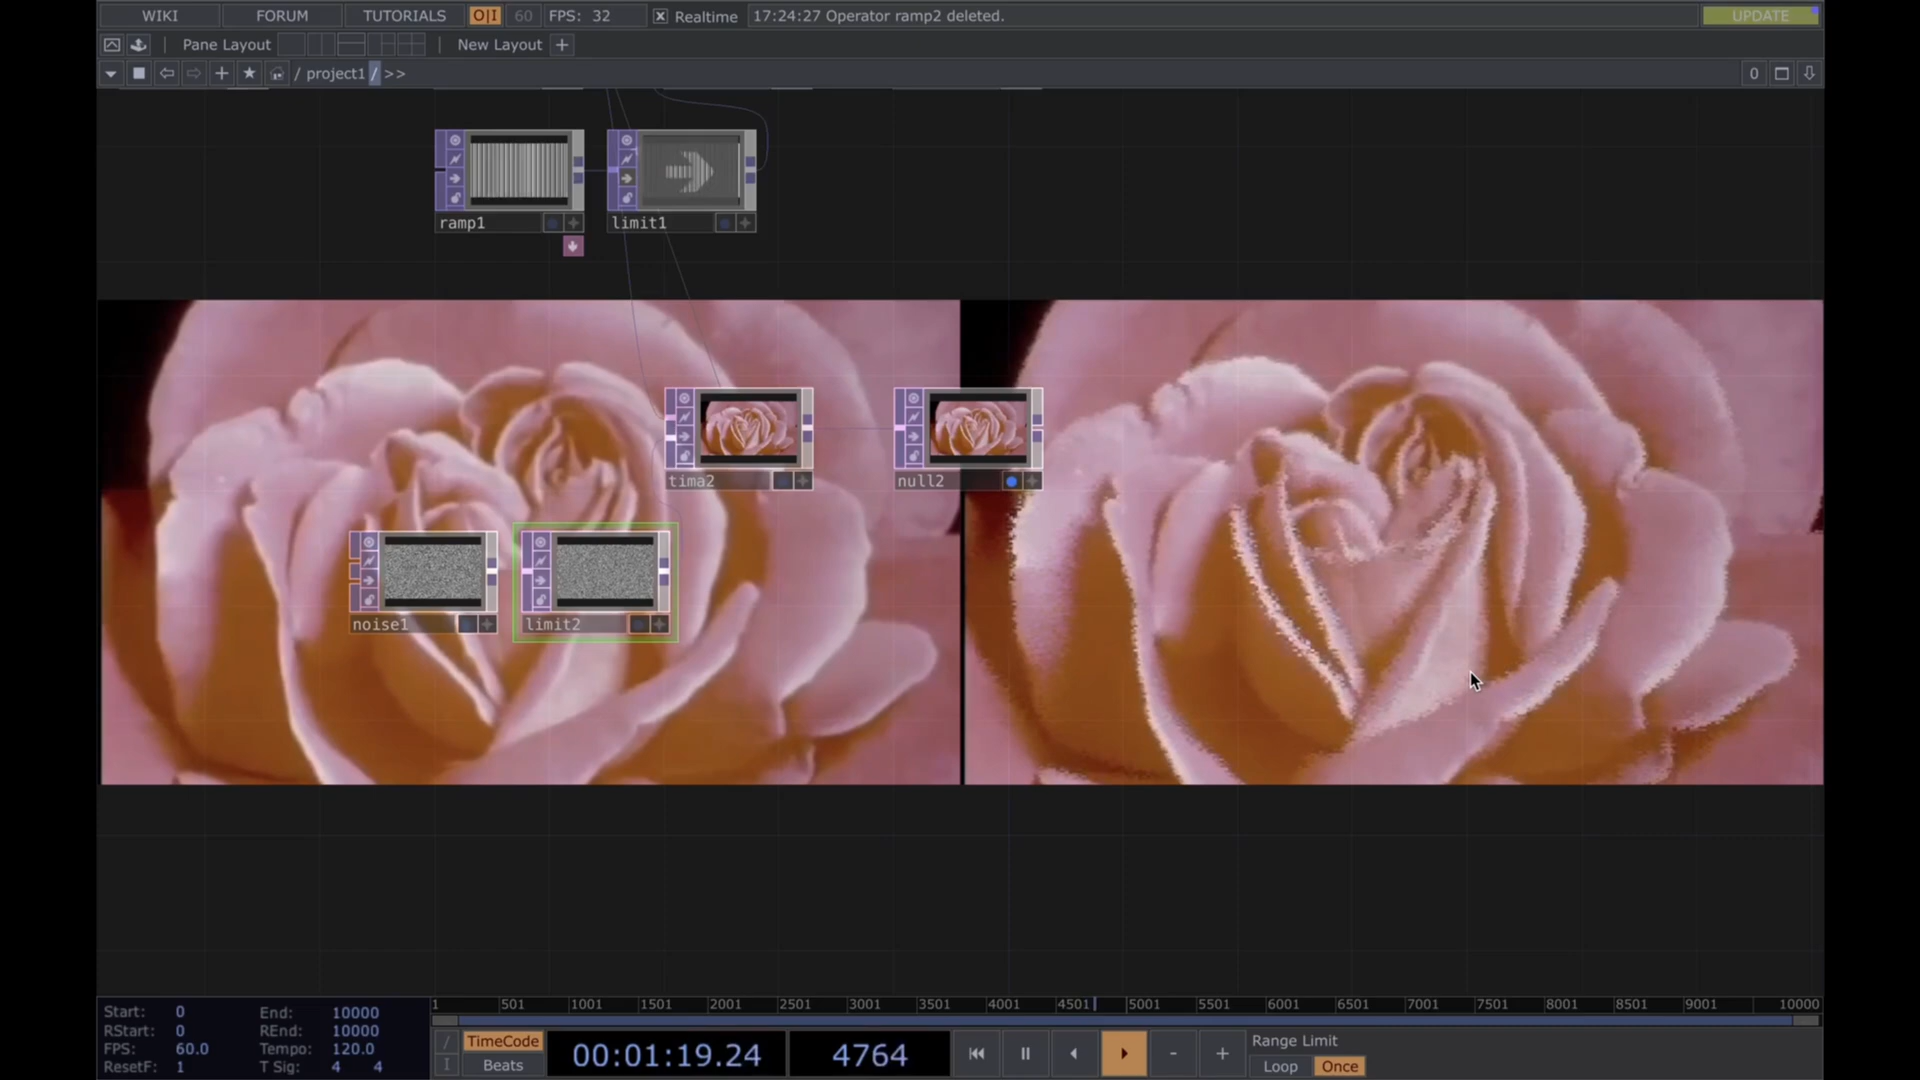 WIKI FORUM TUTORIALS O|I 60 FPS: 32 Realtime 17:24:27 Operator ramp2 deleted. UPDATE
Pane Layout New Layout +
/ project1 / >> 0
ramp1 limit1
tima2 null2
noise1 limit2
1 501 1001 1501 2001 2501 3001 3501 4001 4501 5001 5501 6001 6501 7001 7501 8001 8501 9001 10000
Start: 0 End: 10000
RStart: 0 REnd: 10000
FPS: 60.0 Tempo: 120.0
ResetF: 1 T Sig: 4 4
/ TimeCode
I Beats
00:01:19.24 4764 - +
Range Limit
Loop Once